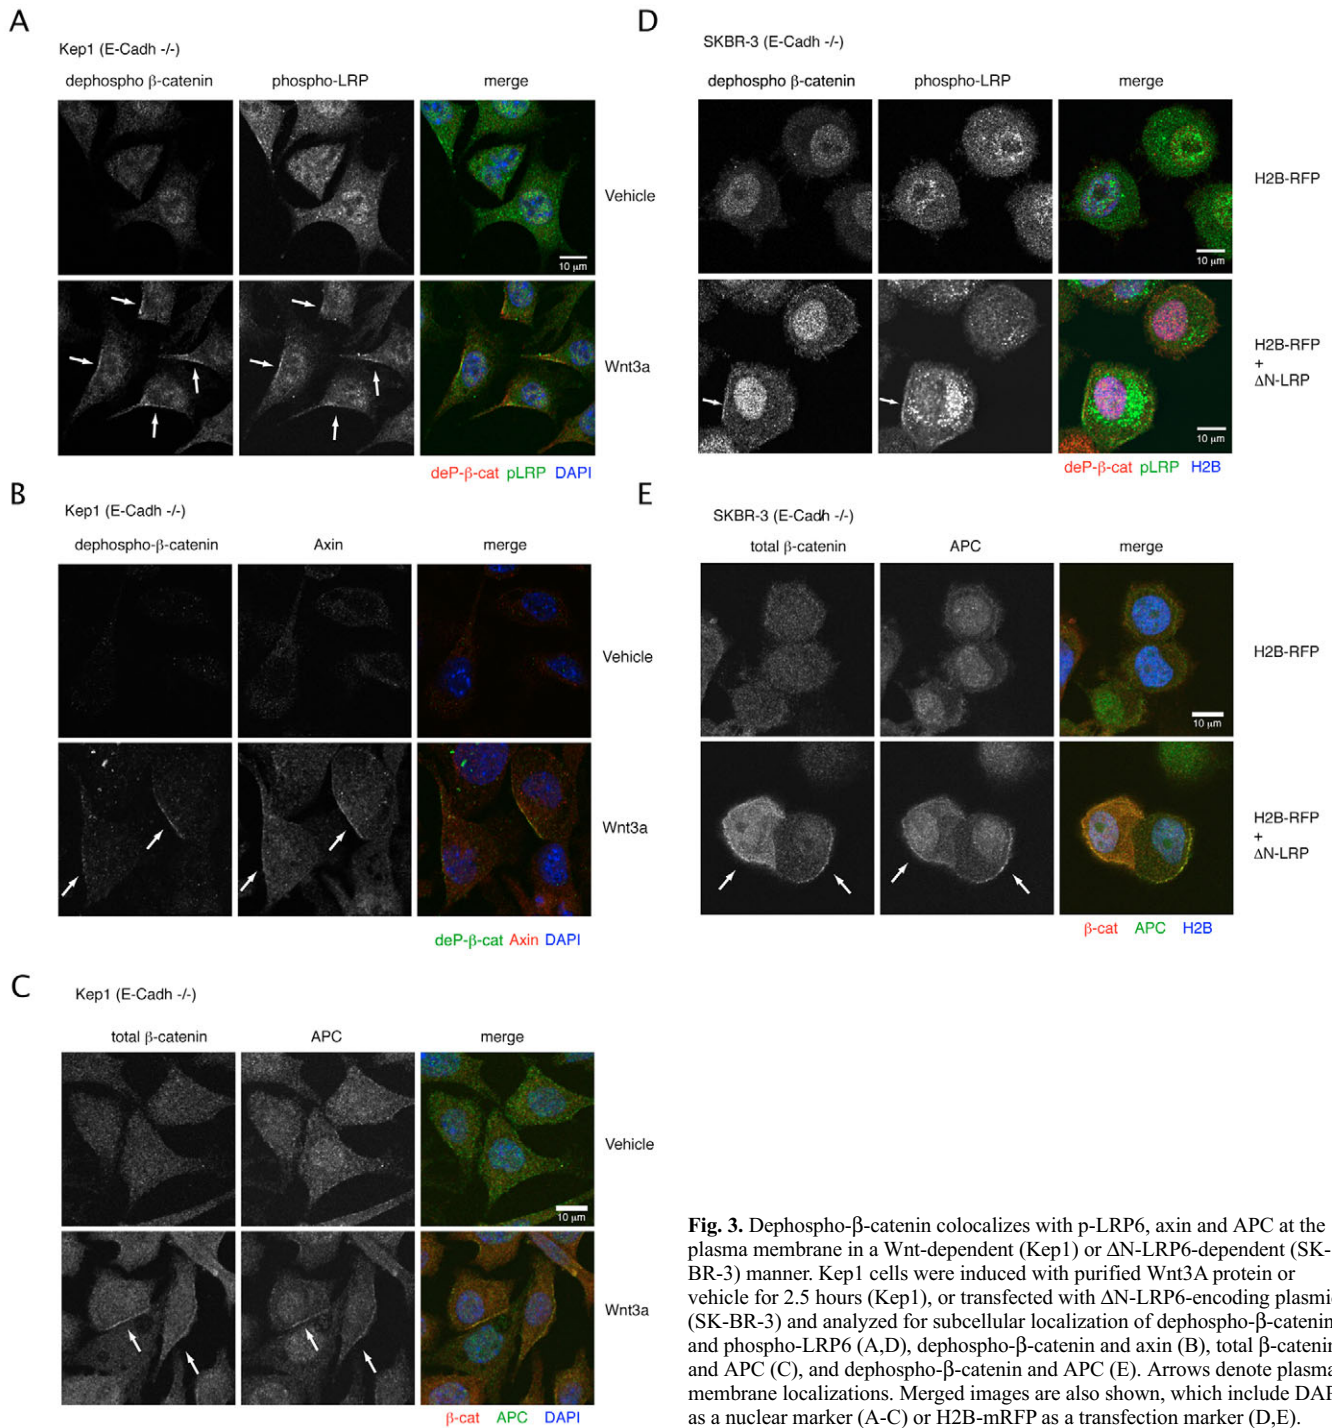 A
Kep1 (E-Cadh -/-)
dephospho β-catenin phospho-LRP merge
Vehicle
10 μm
Wnt3a
deP-β-cat pLRP DAPI
B
Kep1 (E-Cadh -/-)
dephospho-β-catenin Axin merge
Vehicle
Wnt3a
deP-β-cat Axin DAPI
C
Kep1 (E-Cadh -/-)
total β-catenin APC merge
Vehicle
10 μm
Wnt3a
β-cat APC DAPI
D
SKBR-3 (E-Cadh -/-)
dephospho β-catenin phospho-LRP merge
H2B-RFP
10 μm
H2B-RFP
+
ΔN-LRP
10 μm
deP-β-cat pLRP H2B
E
SKBR-3 (E-Cadh -/-)
total β-catenin APC merge
H2B-RFP
10 μm
H2B-RFP
+
ΔN-LRP
β-cat APC H2B
Fig. 3. Dephospho-β-catenin colocalizes with p-LRP6, axin and APC at the
plasma membrane in a Wnt-dependent (Kep1) or ΔN-LRP6-dependent (SK-
BR-3) manner. Kep1 cells were induced with purified Wnt3A protein or
vehicle for 2.5 hours (Kep1), or transfected with ΔN-LRP6-encoding plasmid
(SK-BR-3) and analyzed for subcellular localization of dephospho-β-catenin
and phospho-LRP6 (A,D), dephospho-β-catenin and axin (B), total β-catenin
and APC (C), and dephospho-β-catenin and APC (E). Arrows denote plasma
membrane localizations. Merged images are also shown, which include DAPI
as a nuclear marker (A-C) or H2B-mRFP as a transfection marker (D,E).